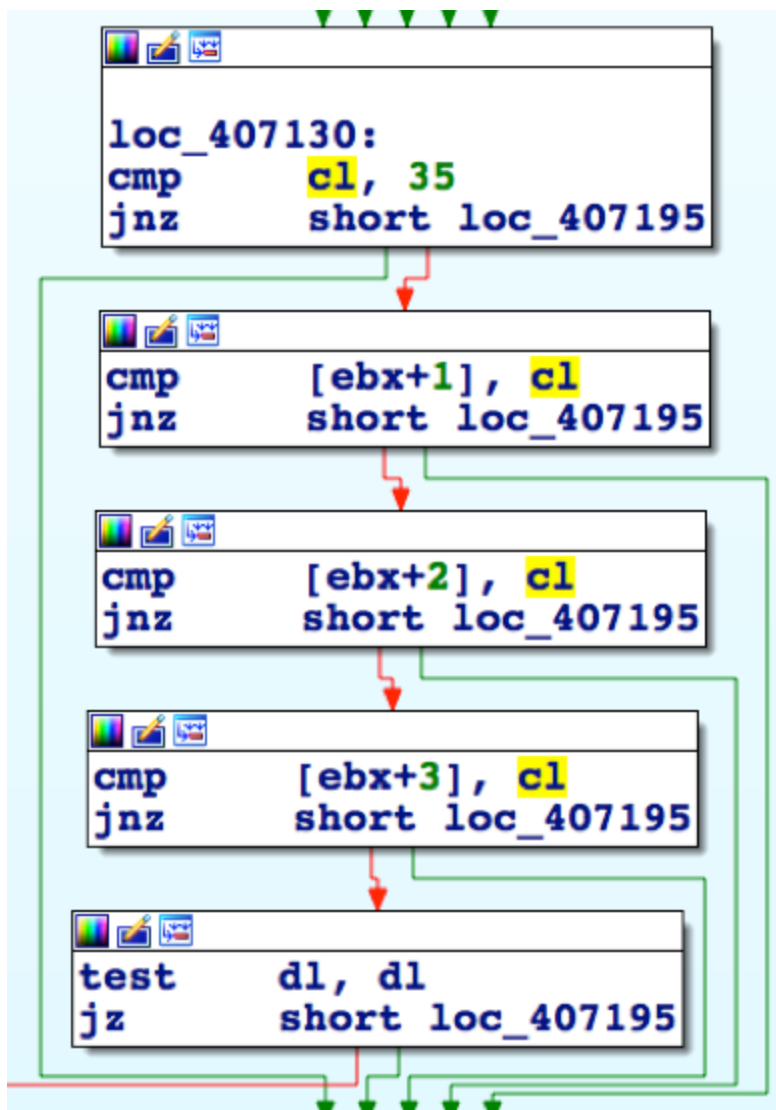 loc_407130:
cmp cl, 35
jnz short loc_407195
cmp [ebx+1], cl
jnz short loc_407195
cmp [ebx+2], cl
jnz short loc_407195
cmp [ebx+3], cl
jnz short loc_407195
test dl, dl
jz short loc_407195